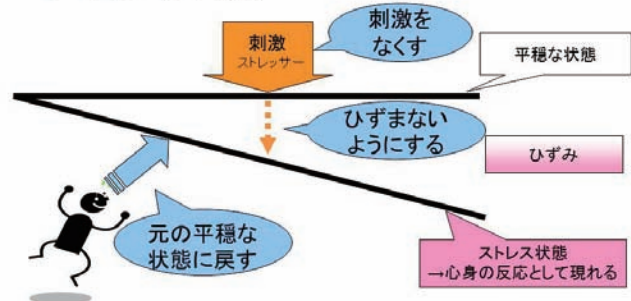 刺激を
なくす
刺激
ストレッサー
平穏な状態
ひずまない
ようにする
ひずみ
元の平穏な
状態に戻す
ストレス状態
→心身の反応として現れる